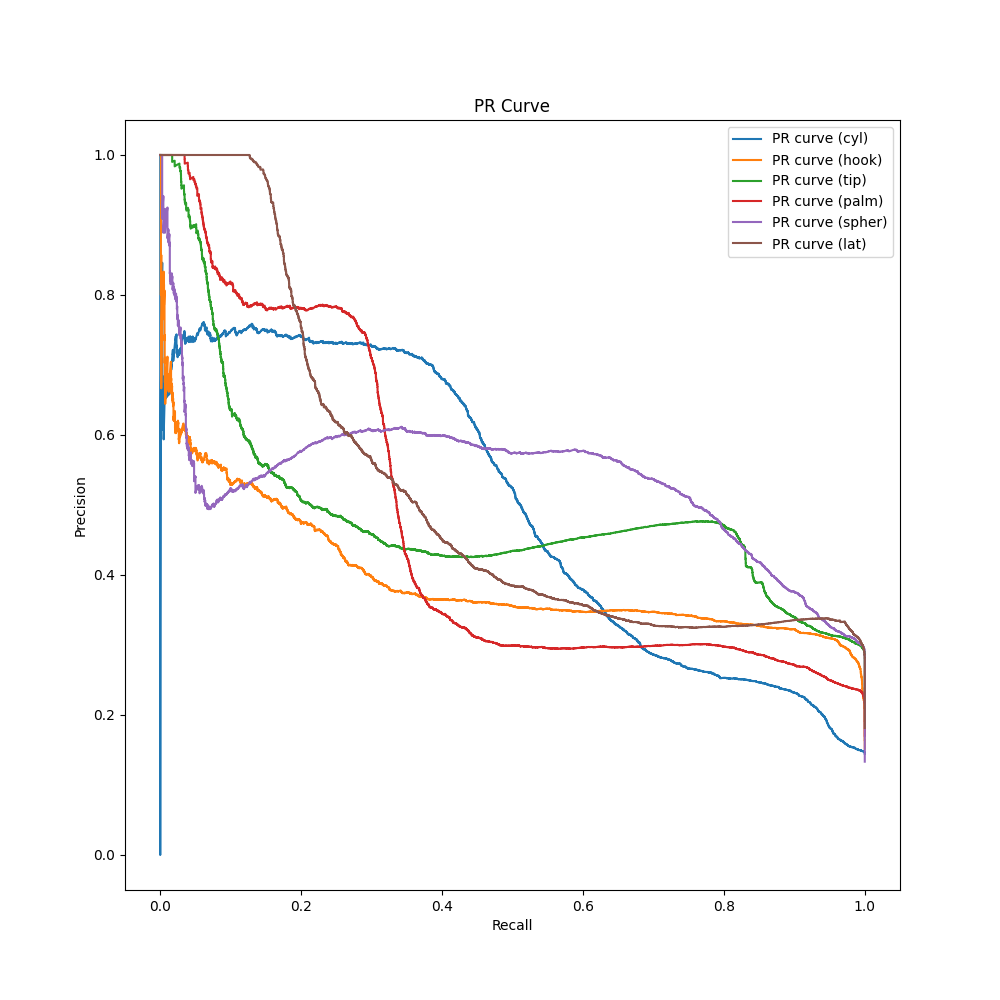 PR Curve
PR curve (cyl)
PR curve (hook)
PR curve (tip)
PR curve (palm)
PR curve (spher)
PR curve (lat)
1.0
0.8
0.6
0.4
0.2
0.0
Precision
0.0 0.2 0.4 0.6 0.8 1.0
Recall